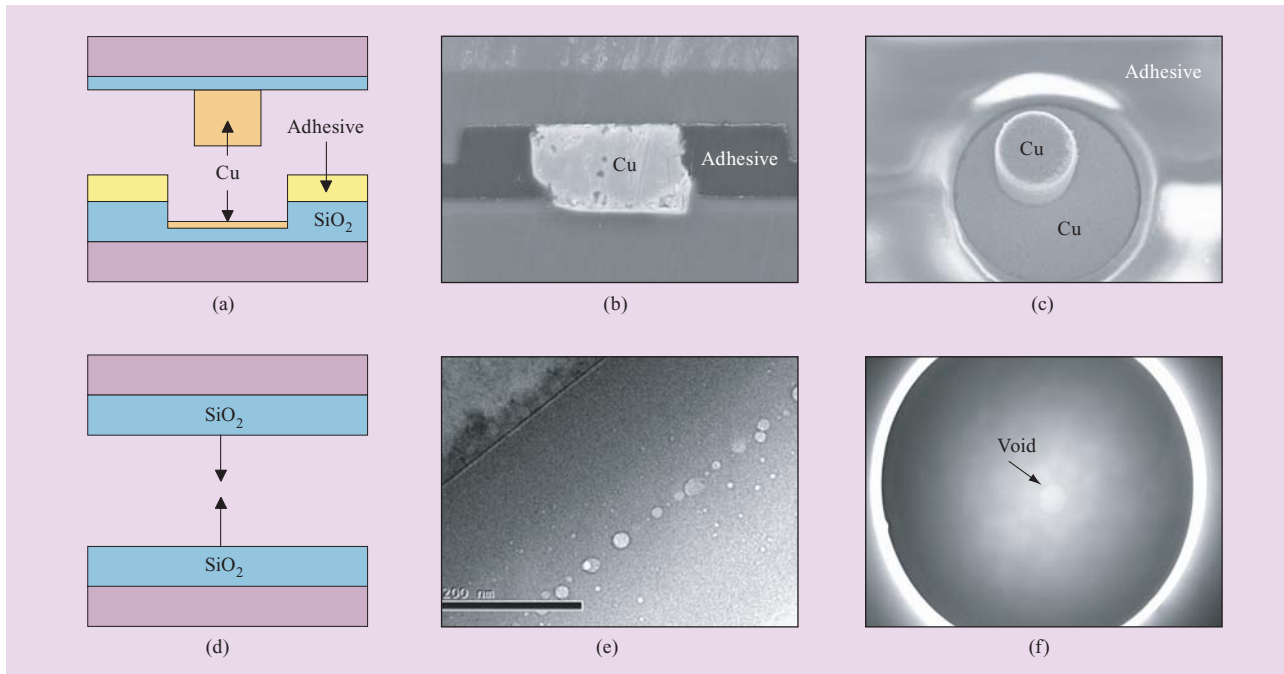 Adhesive
Cu
SiO2
(a)
Cu
Adhesive
(b)
Adhesive
Cu
Cu
(c)
SiO2
SiO2
(d)
200 nm
(e)
Void
(f)